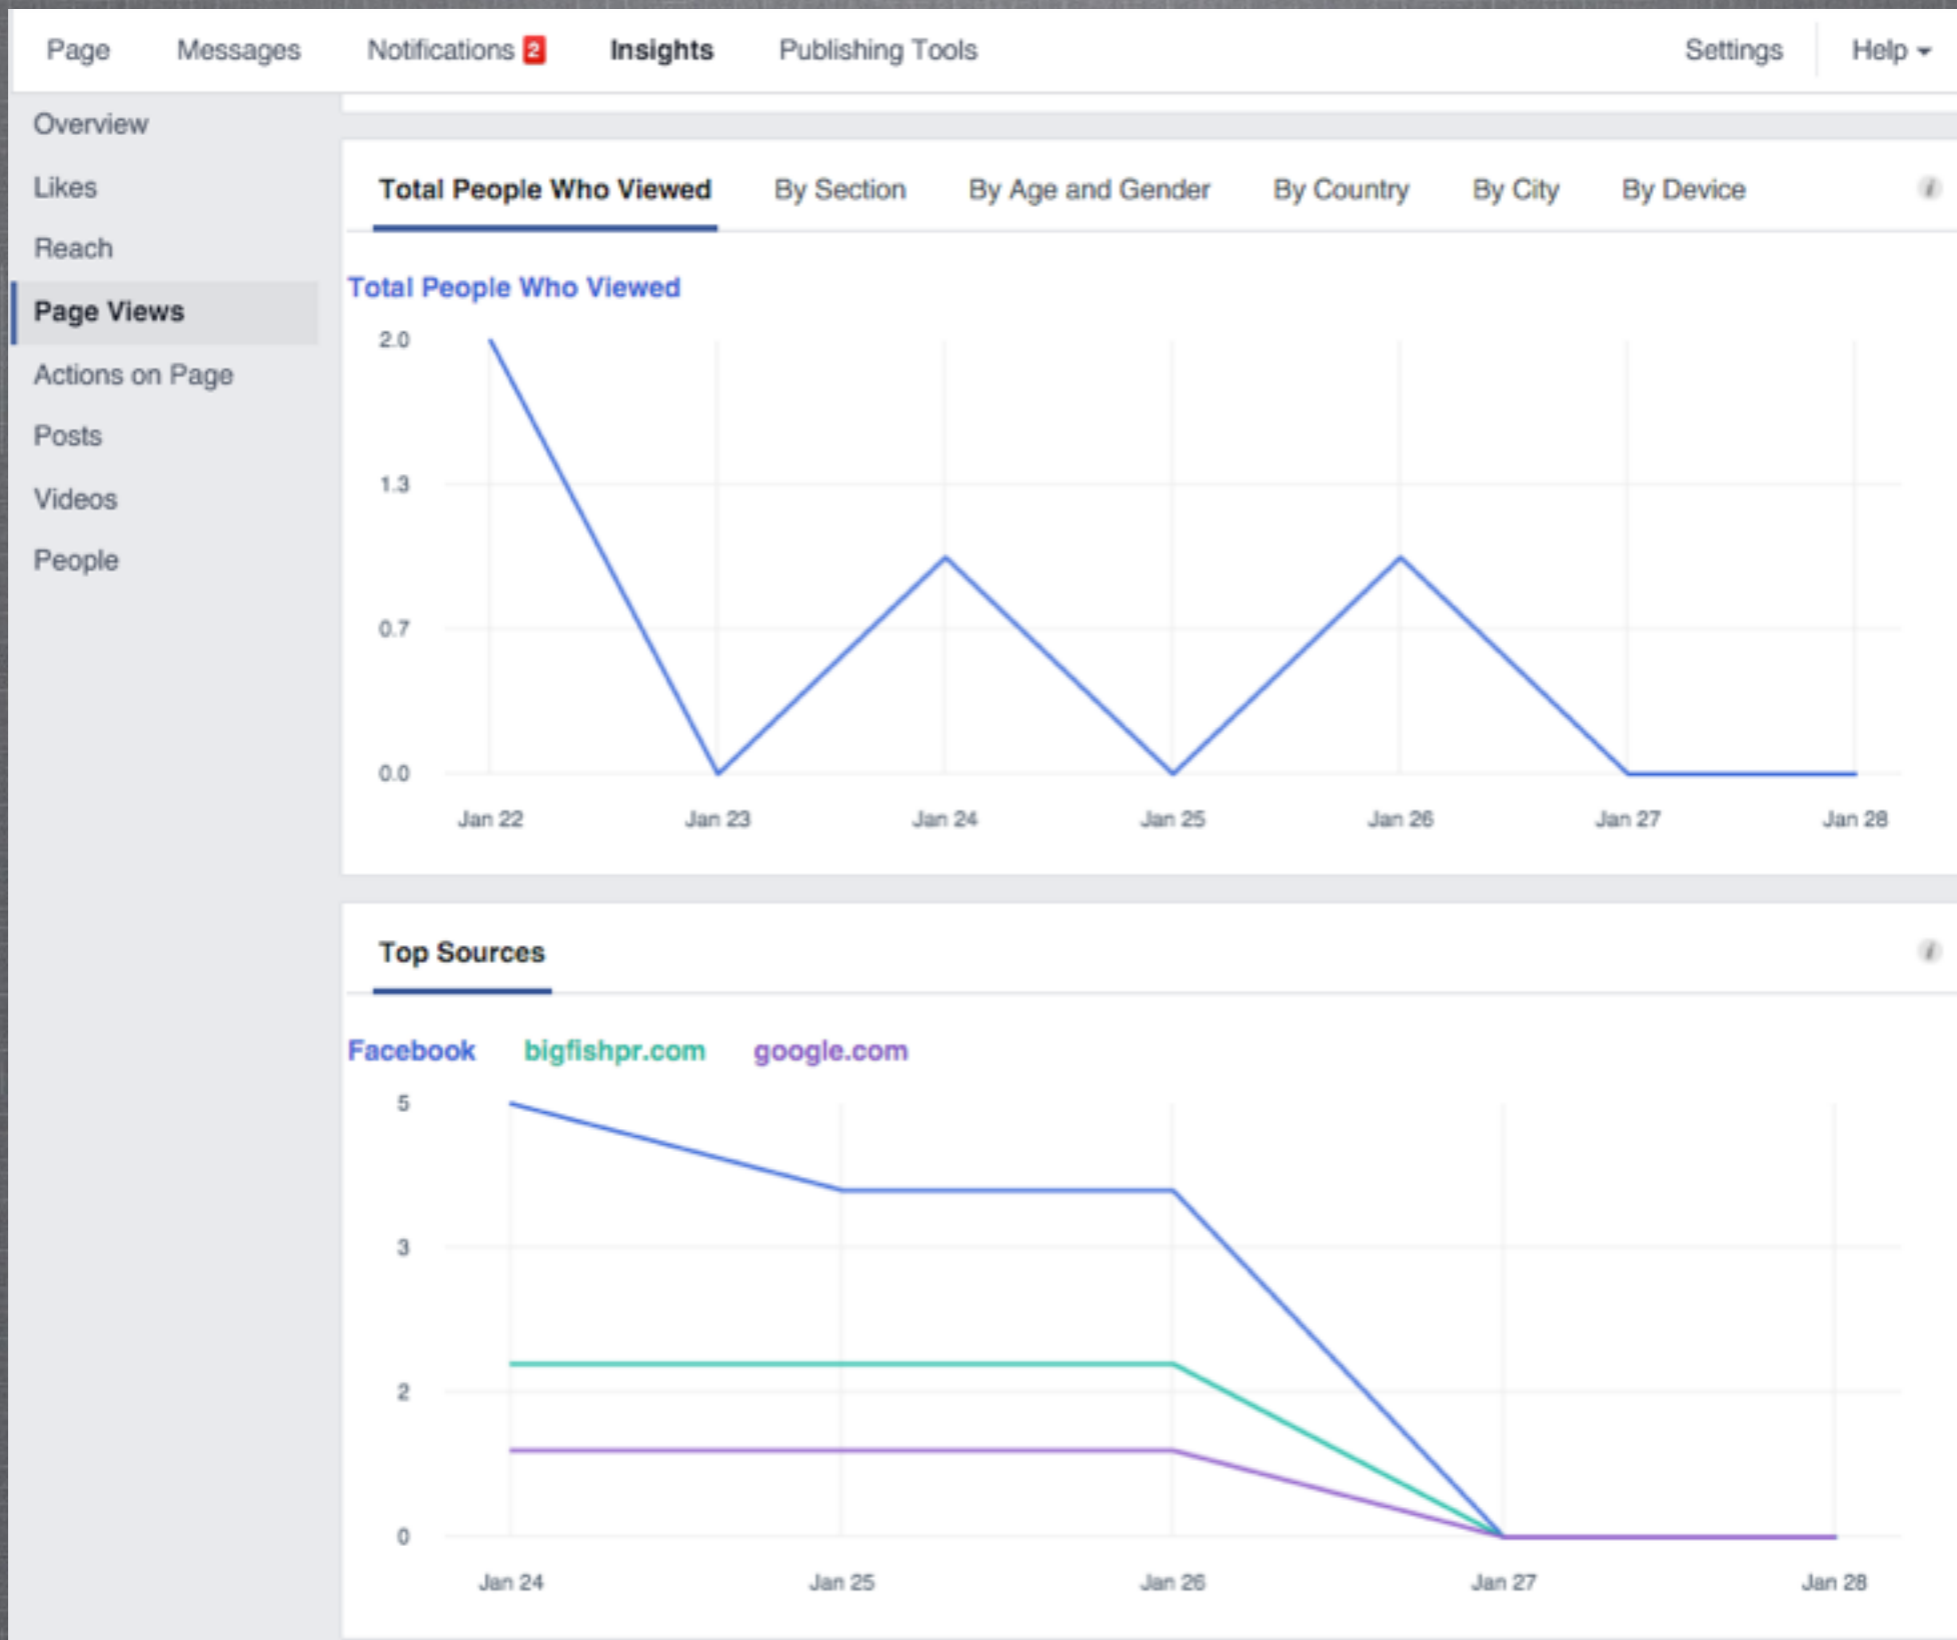 Page Messages Notifications 2 Insights Publishing Tools Settings Help
Overview
Likes
Reach
Page Views
Actions on Page
Posts
Videos
People
Total People Who Viewed By Section By Age and Gender By Country By City By Device i
Total People Who Viewed
2.0
1.3
0.7
0.0
Jan 22 Jan 23 Jan 24 Jan 25 Jan 26 Jan 27 Jan 28
Top Sources i
Facebook bigfishpr.com google.com
5
3
2
0
Jan 24 Jan 25 Jan 26 Jan 27 Jan 28